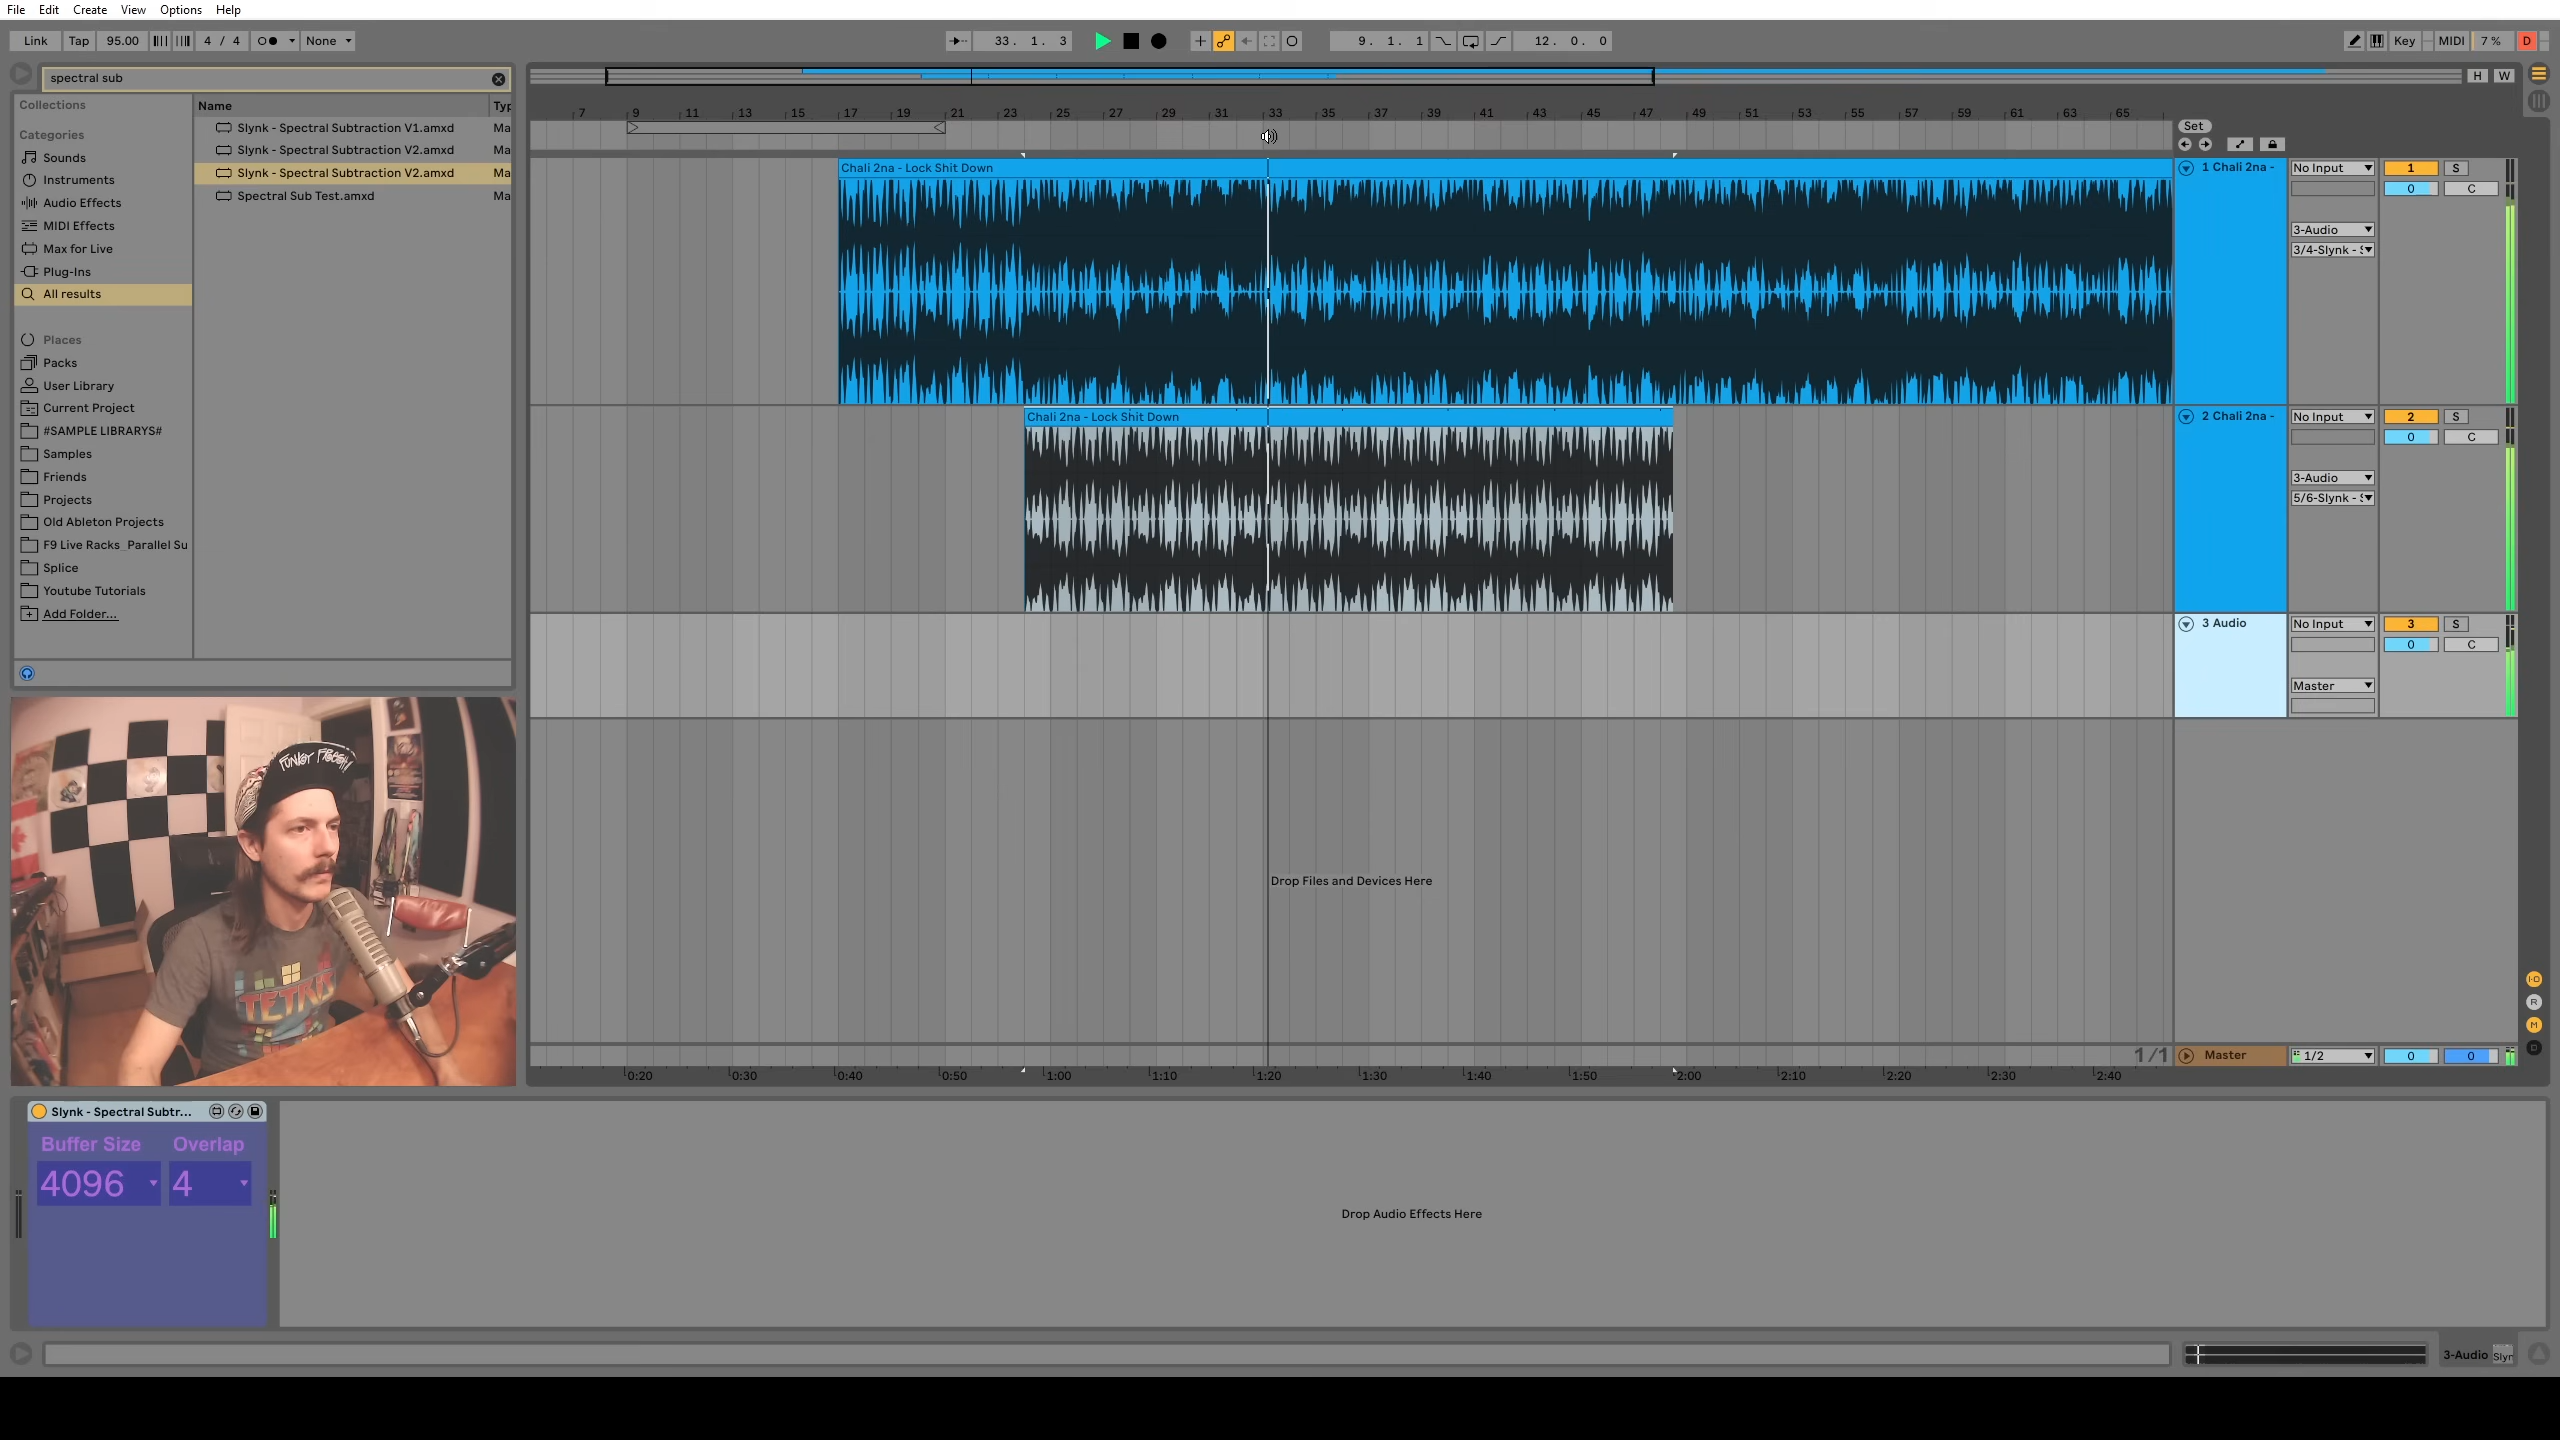 File Edit Create View Options Help
Link Tap 95.00 4 / 4 None 33. 1. 3 9. 1. 1 12. 0. 0 Key MIDI 7 % D
spectral sub
H W
Collections
Categories
Sounds
Instruments
Audio Effects
MIDI Effects
Max for Live
Plug-Ins
All results
Places
Packs
User Library
Current Project
#SAMPLE LIBRARYS#
Samples
Friends
Projects
Old Ableton Projects
F9 Live Racks_Parallel Su
Splice
Youtube Tutorials
Add Folder...
Name Typ
Slynk - Spectral Subtraction V1.amxd Ma
Slynk - Spectral Subtraction V2.amxd Ma
Slynk - Spectral Subtraction V2.amxd Ma
Spectral Sub Test.amxd Ma
7 9 11 13 15 17 19 21 23 25 27 29 31 33 35 37 39 41 43 45 47 49 51 53 55 57 59 61 63 65
Set
Chali 2na - Lock Shit Down
1 Chali 2na - No Input 1 S
0 C
3-Audio
3/4-Slynk - S
Chali 2na - Lock Shit Down
2 Chali 2na - No Input 2 S
0 C
3-Audio
5/6-Slynk - S
3 Audio No Input 3 S
0 C
Master
Drop Files and Devices Here
FUNKY FRESH!
TETRIS
R
M
D
1/1 Master 1/2 0 0
0:20 0:30 0:40 0:50 1:00 1:10 1:20 1:30 1:40 1:50 2:00 2:10 2:20 2:30 2:40
Slynk - Spectral Subtr...
Buffer Size Overlap
4096 4
Drop Audio Effects Here
3-Audio Slyn